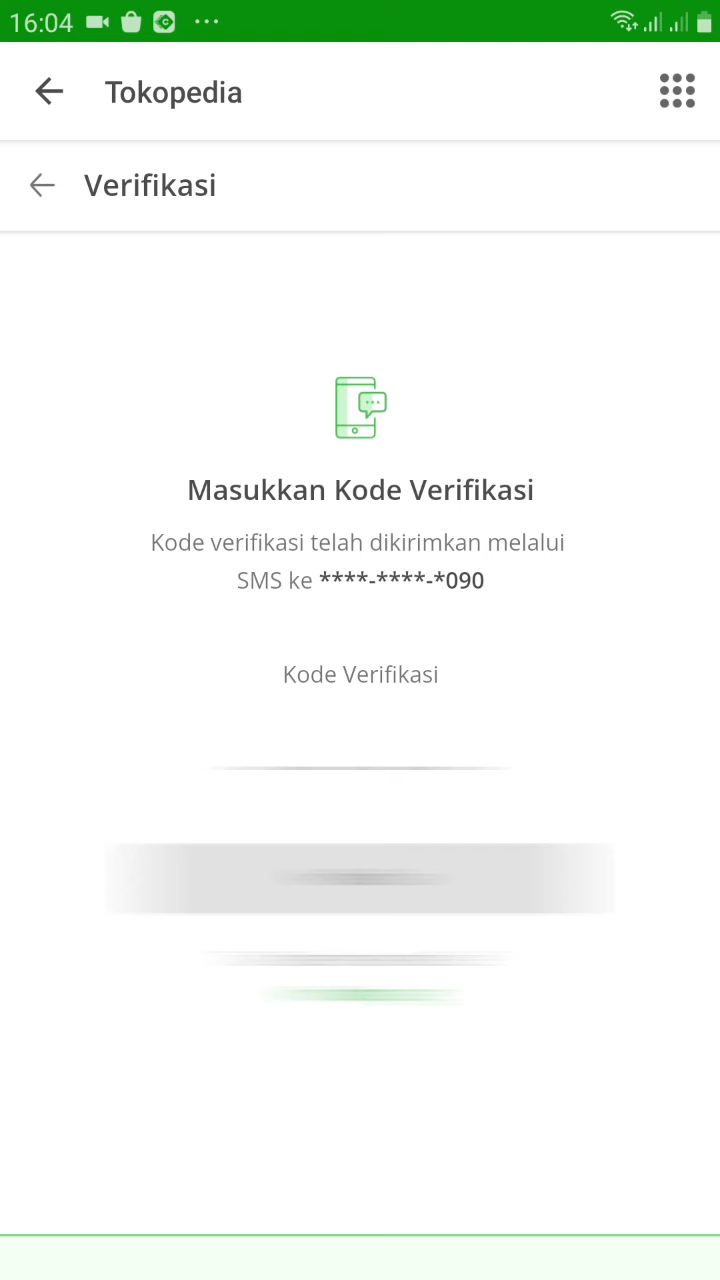 16:04
Tokopedia
Verifikasi
Masukkan Kode Verifikasi
Kode verifikasi telah dikirimkan melalui
SMS ke ****-****-*090
Kode Verifikasi